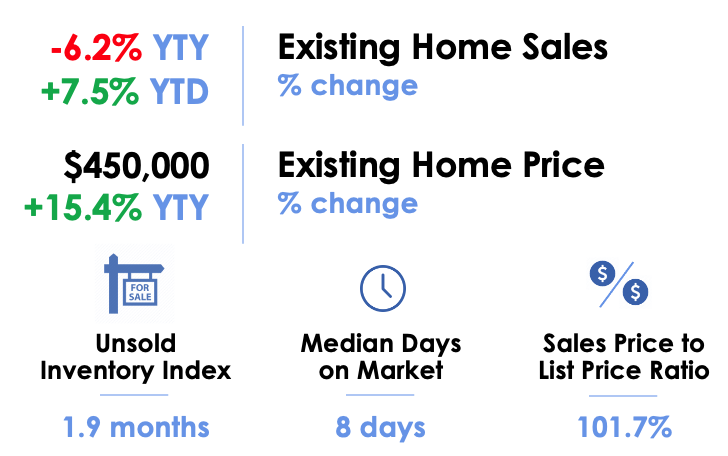 -6.2% YTY
+7.5% YTD
Existing Home Sales
% change
$450,000
+15.4% YTY
Existing Home Price
% change
FOR
SALE
Unsold
Inventory Index
1.9 months
Median Days
on Market
8 days
$
$
Sales Price to
List Price Ratio
101.7%